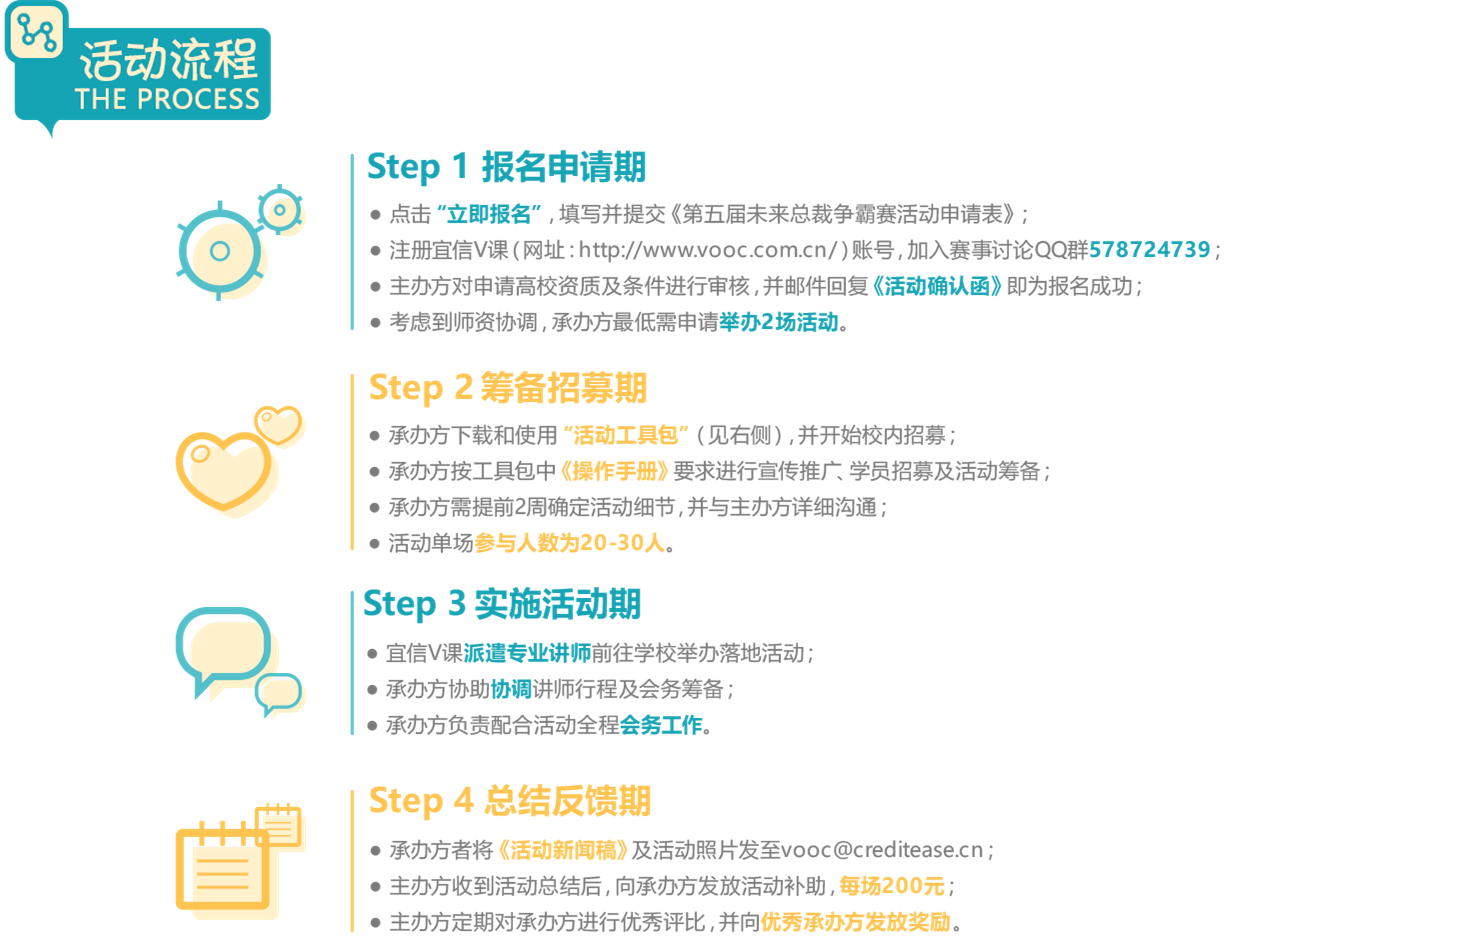 活动流程
THE PROCESS
Step 1 报名申请期
● 点击“立即报名”,填写并提交《第五届未来总裁争霸赛活动申请表》;
● 注册宜信V课(网址:http://www.vooc.com.cn/)账号,加入赛事讨论QQ群578724739;
● 主办方对申请高校资质及条件进行审核,并邮件回复《活动确认函》即为报名成功;
● 考虑到师资协调,承办方最低需申请举办2场活动。
Step 2 筹备招募期
● 承办方下载和使用“活动工具包”(见右侧),并开始校内招募;
● 承办方按工具包中《操作手册》要求进行宣传推广、学员招募及活动筹备;
● 承办方需提前2周确定活动细节,并与主办方详细沟通;
● 活动单场参与人数为20-30人。
Step 3 实施活动期
● 宜信V课派遣专业讲师前往学校举办落地活动;
● 承办方协助协调讲师行程及会务筹备;
● 承办方负责配合活动全程会务工作。
Step 4 总结反馈期
● 承办方者将《活动新闻稿》及活动照片发至vooc@creditease.cn;
● 主办方收到活动总结后,向承办方发放活动补助,每场200元;
● 主办方定期对承办方进行优秀评比,并向优秀承办方发放奖励。